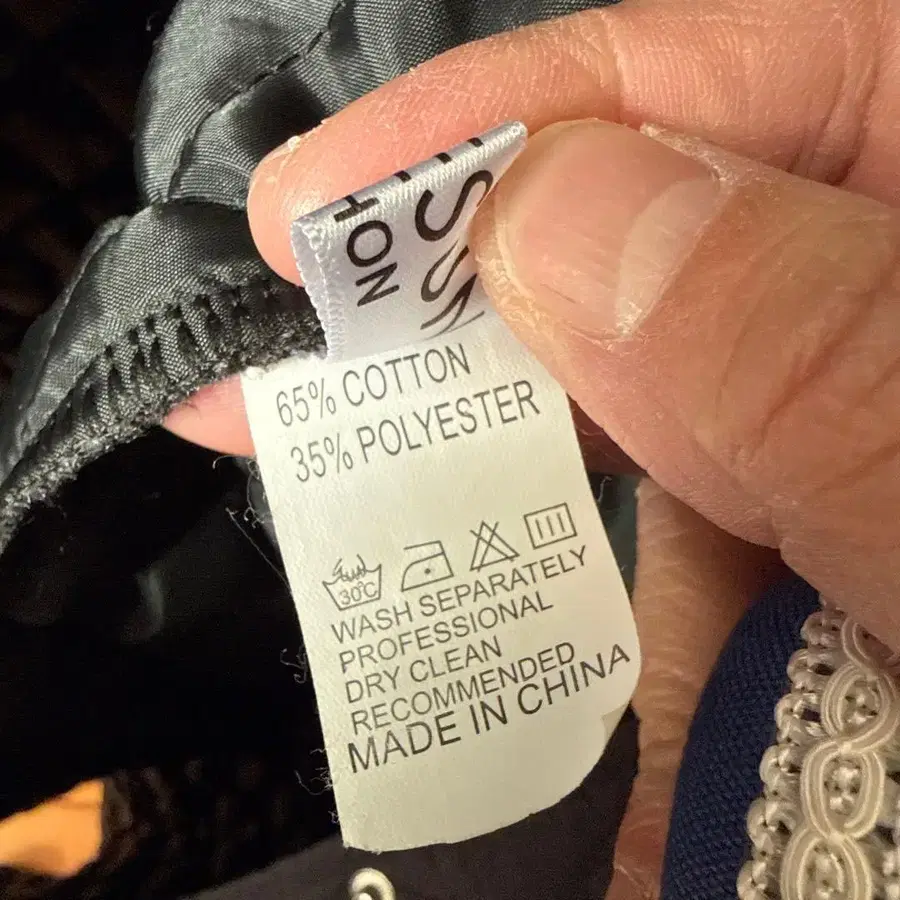 65% COTTON
35% POLYESTER
30°C
WASH SEPARATELY
PROFESSIONAL
DRY CLEAN
RECOMMENDED
MADE IN CHINA